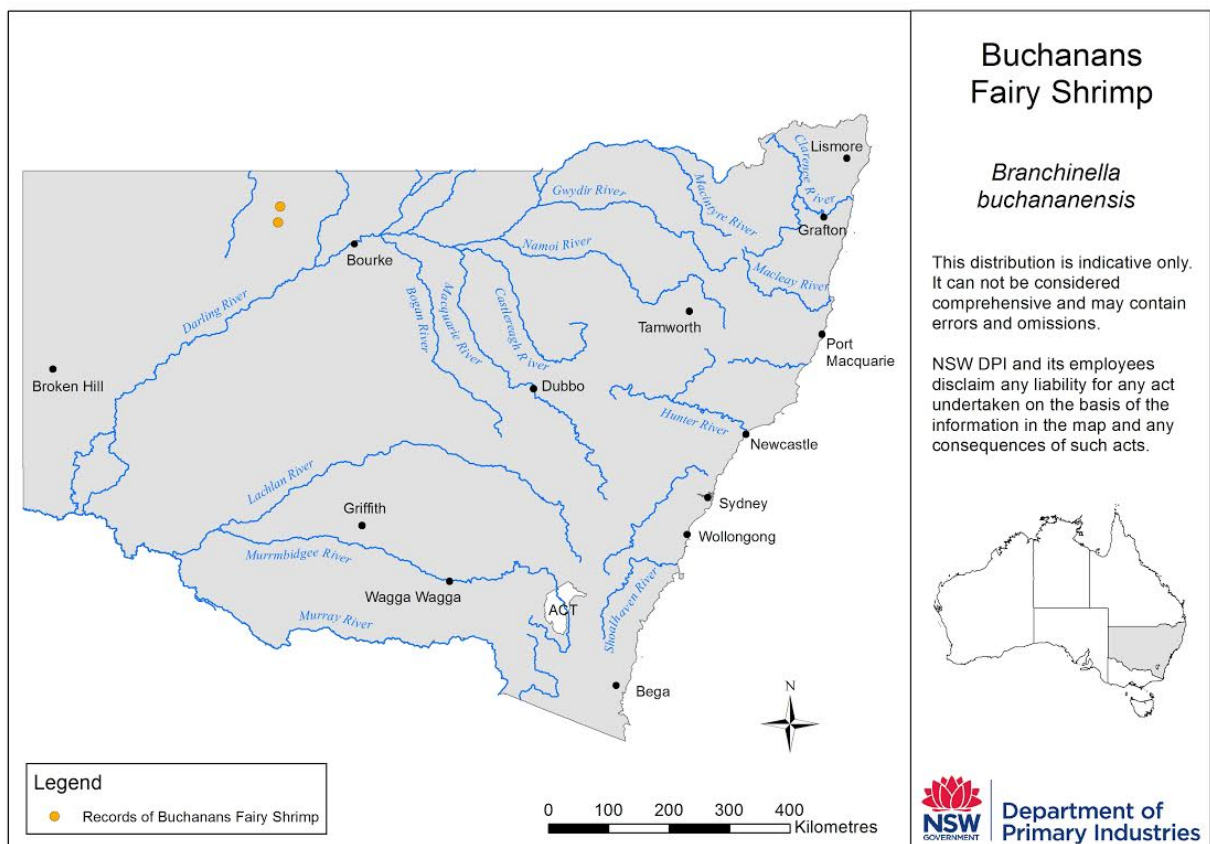 Buchanans
Fairy Shrimp
Branchinella
buchananensis
This distribution is indicative only.
It can not be considered
comprehensive and may contain
errors and omissions.
NSW DPI and its employees
disclaim any liability for any act
undertaken on the basis of the
information in the map and any
consequences of such acts.
Lismore
Clarence River
Grafton
Gwydir River
Macintyre River
Namoi River
Macleay River
Bourke
Darling River
Bogan River
Macquarie River
Castlereagh River
Tamworth
Port
Macquarie
Broken Hill
Dubbo
Hunter River
Newcastle
Lachlan River
Griffith
Sydney
Wollongong
Murrmbidgee River
Wagga Wagga
ACT
Shoalhaven River
Murray River
Bega
N
Legend
Records of Buchanans Fairy Shrimp
0 100 200 300 400
Kilometres
NSW
GOVERNMENT
Department of
Primary Industries